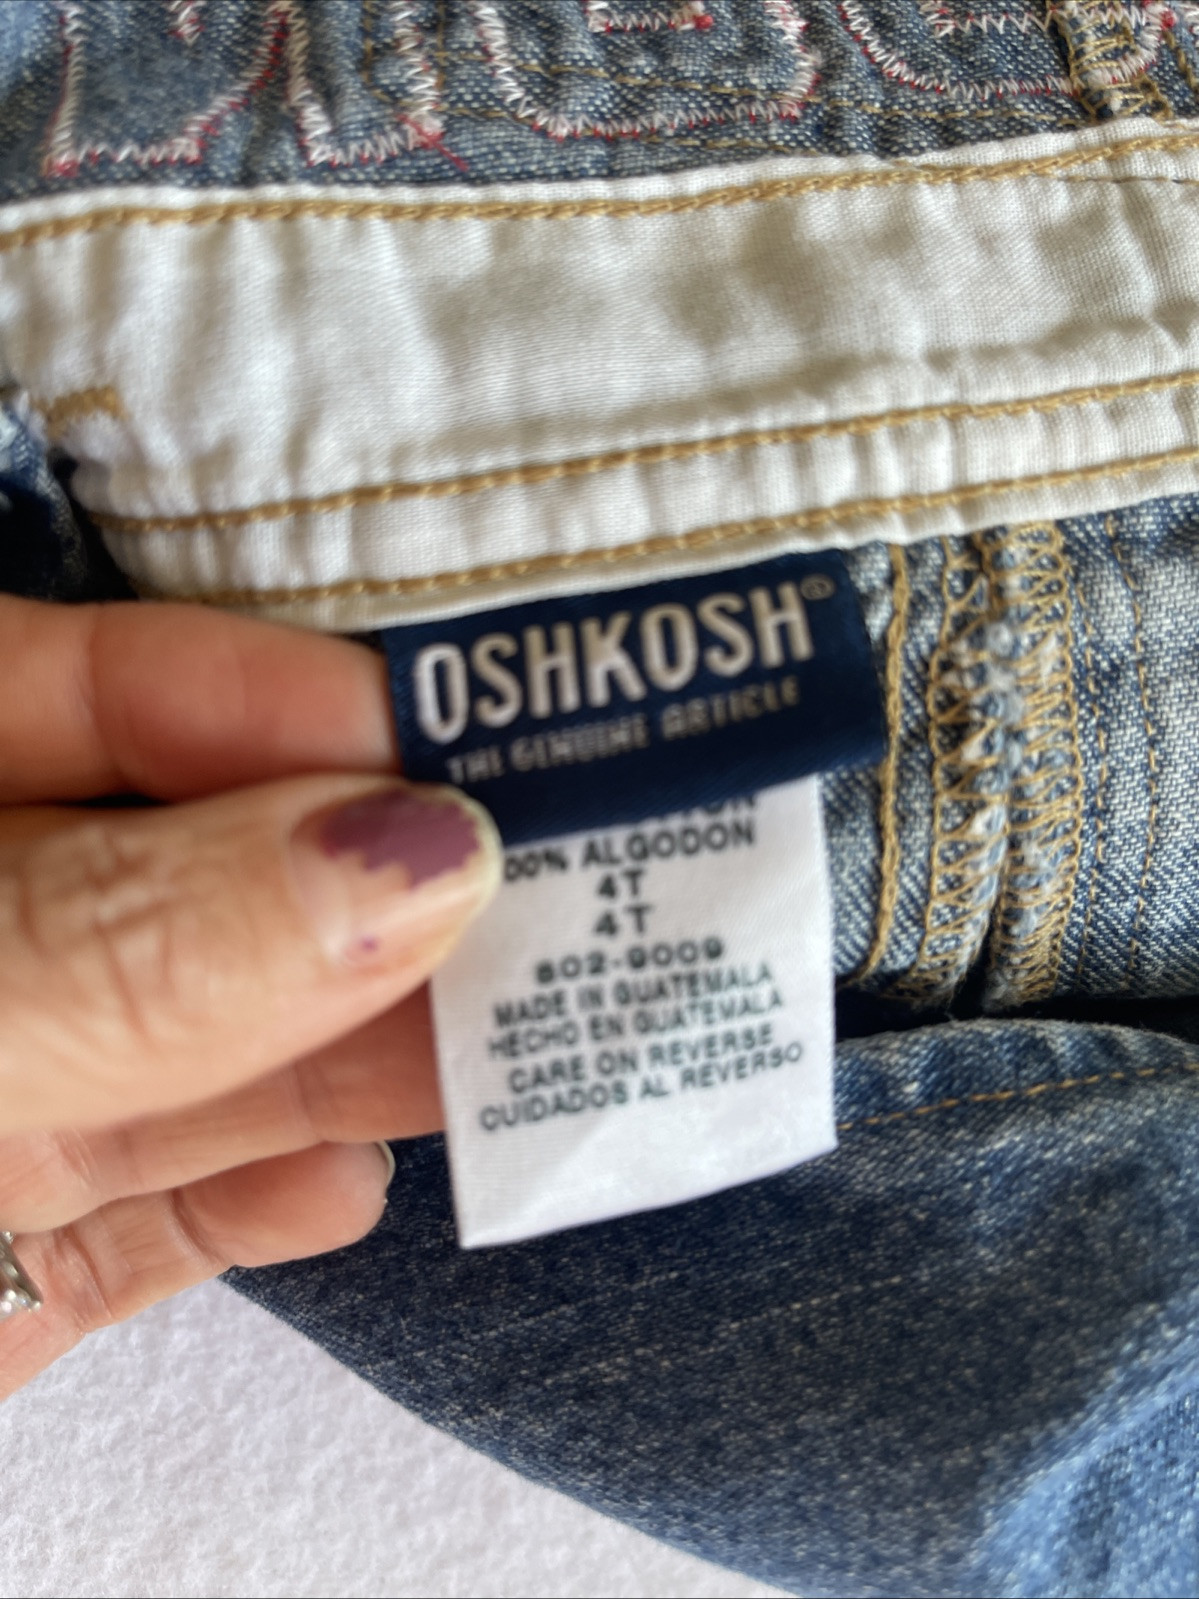 OSHKOSH®
THE GENUINE ARTICLE
100% ALGODON
4T
4T
802-9009
MADE IN GUATEMALA
HECHO EN GUATEMALA
CARE ON REVERSE
CUIDADOS AL REVERSO